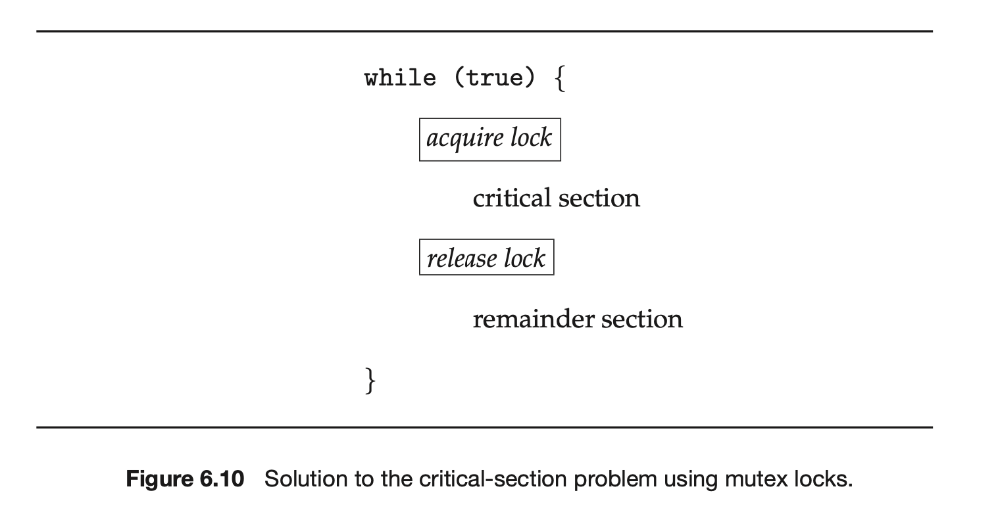 while (true) {
acquire lock
critical section
release lock
remainder section
}
Figure 6.10 Solution to the critical-section problem using mutex locks.